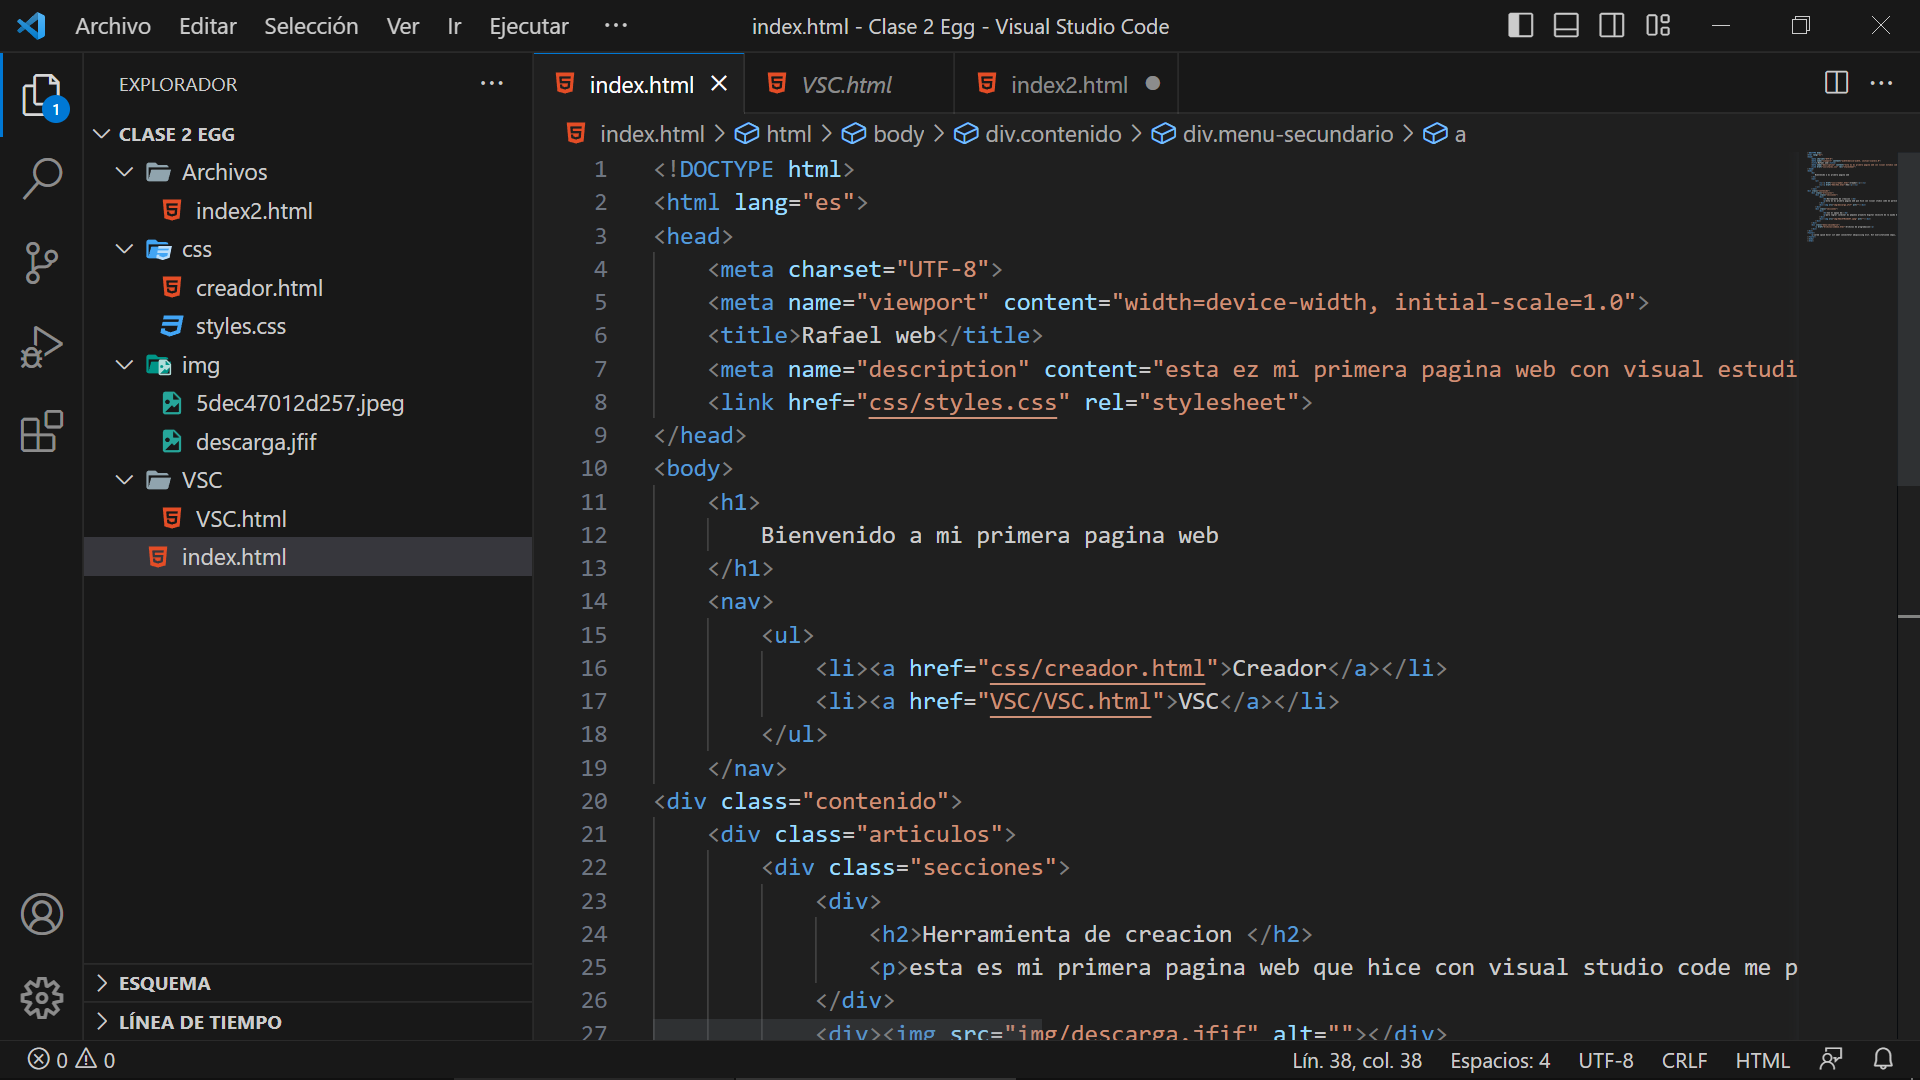 Archivo Editar Selección Ver Ir Ejecutar ··· index.html - Clase 2 Egg - Visual Studio Code
EXPLORADOR ···
1
CLASE 2 EGG
Archivos
index2.html
css
creador.html
styles.css
img
5dec47012d257.jpeg
descarga.jfif
VSC
VSC.html
index.html
ESQUEMA
LÍNEA DE TIEMPO
index.html VSC.html index2.html
index.html > html > body > div.contenido > div.menu-secundario > a
1 <!DOCTYPE html>
2 <html lang="es">
3 <head>
4 <meta charset="UTF-8">
5 <meta name="viewport" content="width=device-width, initial-scale=1.0">
6 <title>Rafael web</title>
7 <meta name="description" content="esta ez mi primera pagina web con visual estudi
8 <link href="css/styles.css" rel="stylesheet">
9 </head>
10 <body>
11 <h1>
12 Bienvenido a mi primera pagina web
13 </h1>
14 <nav>
15 <ul>
16 <li><a href="css/creador.html">Creador</a></li>
17 <li><a href="VSC/VSC.html">VSC</a></li>
18 </ul>
19 </nav>
20 <div class="contenido">
21 <div class="articulos">
22 <div class="secciones">
23 <div>
24 <h2>Herramienta de creacion </h2>
25 <p>esta es mi primera pagina web que hice con visual studio code me p
26 </div>
27 <div><img src="img/descarga.jfif" alt=""></div>
0 0 Lín. 38, col. 38 Espacios: 4 UTF-8 CRLF HTML